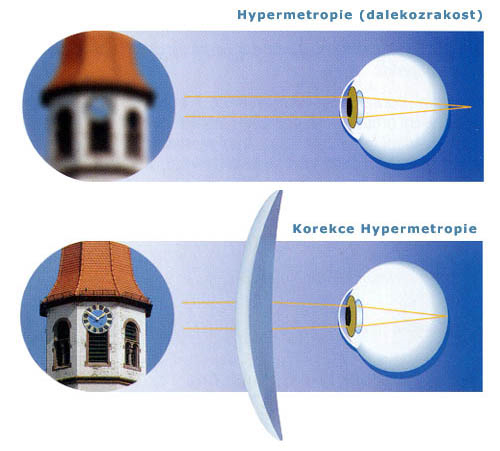 Hypermetropie (dalekozrakost)
Korekce Hypermetropie